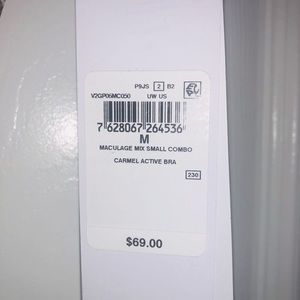 P9JS 2 B2
V2GP06MC050 UW US
7 628067 264536
M
MACULAGE MIX SMALL COMBO
CARMEL ACTIVE BRA
230
$69.00